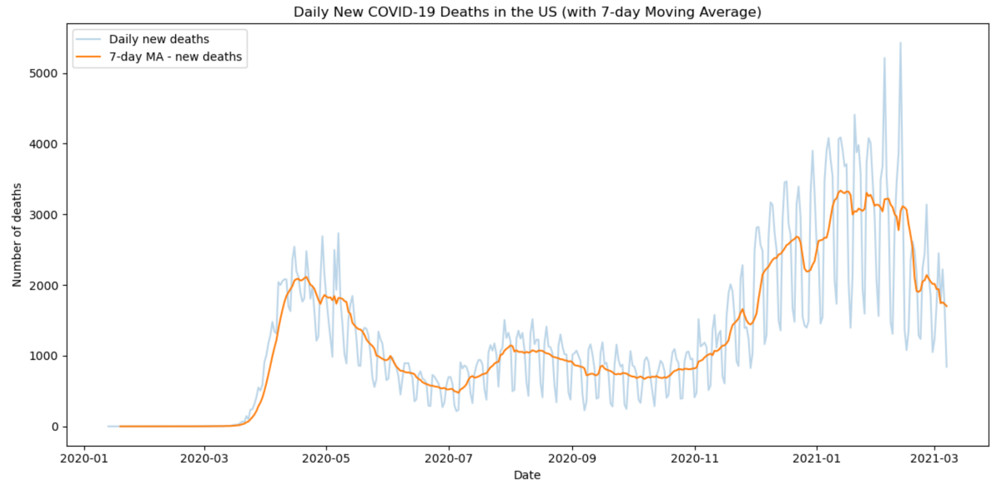 Daily New COVID-19 Deaths in the US (with 7-day Moving Average)
Daily new deaths
7-day MA - new deaths
Number of deaths
5000
4000
3000
2000
1000
0
2020-01
2020-03
2020-05
2020-07
2020-09
2020-11
2021-01
2021-03
Date